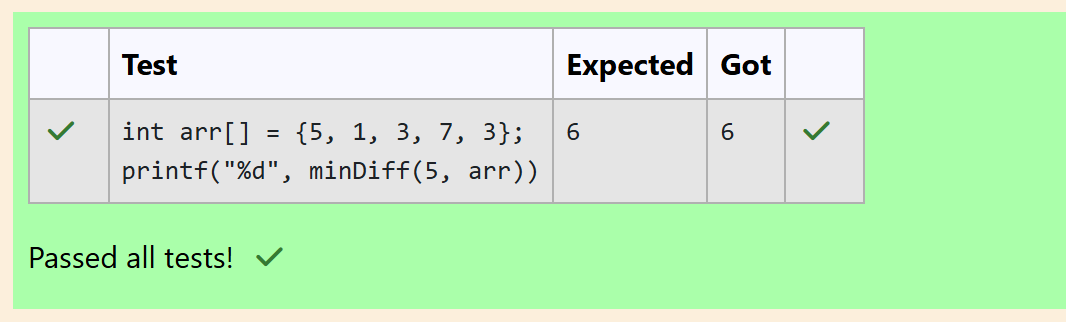 Test Expected Got
int arr[] = {5, 1, 3, 7, 3}; 6 6
printf("%d", minDiff(5, arr))
Passed all tests!